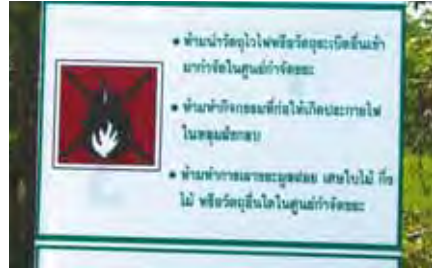 • ห้ามนำวัตถุไวไฟหรือวัตถุระเบิดอื่นเข้า
มากำจัดในศูนย์กำจัดขยะ
• ห้ามทำกิจกรรมที่ก่อให้เกิดประกายไฟ
ในหลุมฝังกลบ
• ห้ามทำการเผาขยะมูลฝอย เศษใบไม้ กิ่ง
ไม้ หรือวัตถุอื่นใดในศูนย์กำจัดขยะ